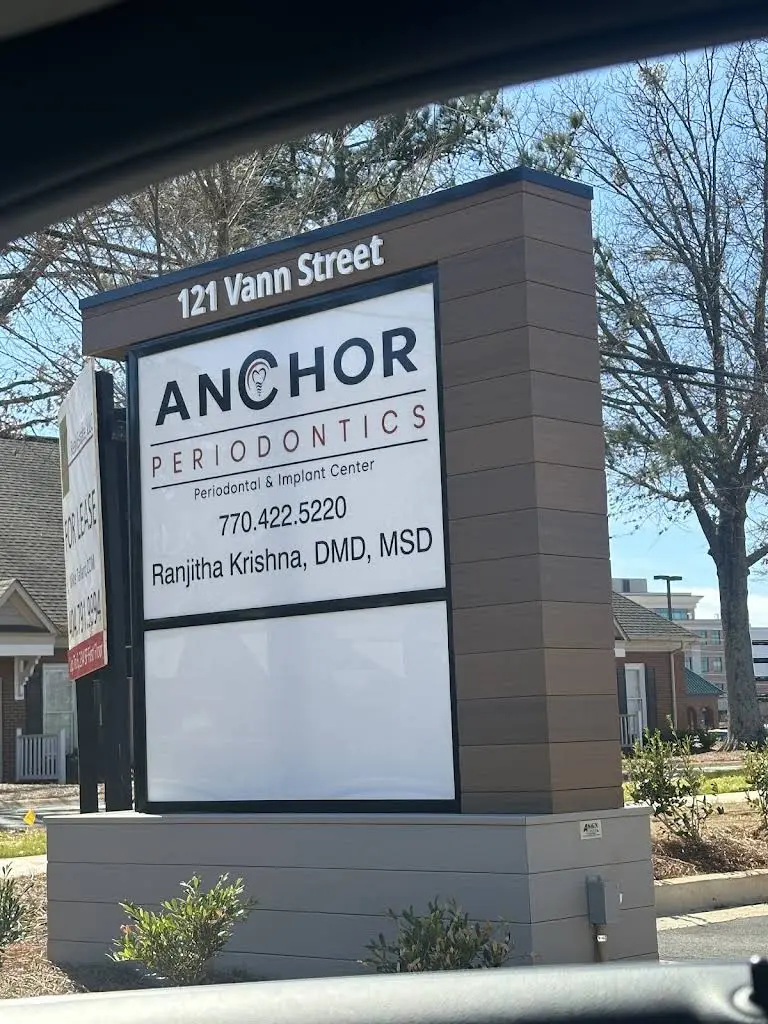 121 Vann Street
ANCHOR
PERIODONTICS
Periodontal & Implant Center
770.422.5220
Ranjitha Krishna, DMD, MSD
FOR LEASE